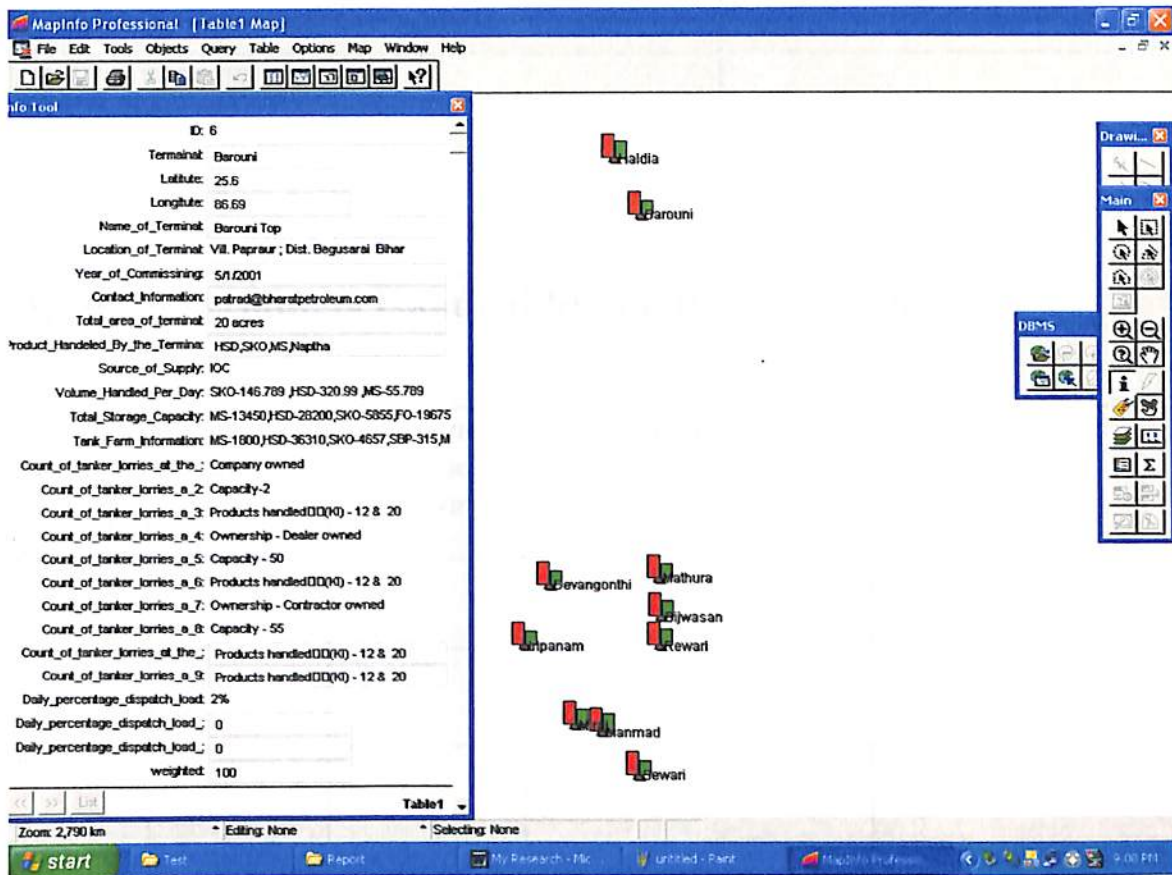 MapInfo Professional - [Table1 Map]
File Edit Tools Objects Query Table Options Map Window Help
nfo Tool
ID: 6
Termainat: Barouni
Latitute: 25.6
Longitute: 86.69
Name_of_Terminal: Barouni Top
Location_of_Terminal: Vill. Papraur ; Dist. Begusarai Bihar
Year_of_Commissining: 5/1/2001
Contact_Information: patrad@bharatpetroleum.com
Total_area_of_terminal: 20 acres
Product_Handeled_By_the_Termina: HSD,SKO,MS,Naptha
Source_of_Supply: IOC
Volume_Handled_Per_Day: SKO-146.789 ,HSD-320.99 ,MS-55.789
Total_Storage_Capacity: MS-13450,HSD-28200,SKO-5855,FO-19675
Tank_Farm_Information: MS-1800,HSD-36310,SKO-4657,SBP-315,M
Count_of_tanker_lorries_at_the_: Company owned
Count_of_tanker_lorries_a_2: Capacity-2
Count_of_tanker_lorries_a_3: Products handled□□(Kl) - 12 & 20
Count_of_tanker_lorries_a_4: Ownership - Dealer owned
Count_of_tanker_lorries_a_5: Capacity - 50
Count_of_tanker_lorries_a_6: Products handled□□(Kl) - 12 & 20
Count_of_tanker_lorries_a_7: Ownership - Contractor owned
Count_of_tanker_lorries_a_8: Capacity - 55
Count_of_tanker_lorries_at_the_: Products handled□□(Kl) - 12 & 20
Count_of_tanker_lorries_a_9: Products handled□□(Kl) - 12 & 20
Daily_percentage_dispatch_load: 2%
Daily_percentage_dispatch_load_: 0
Daily_percentage_dispatch_load_: 0
weighted: 100
<< >> List Table1
Haldia
Barouni
Devangonthi
Mathura
Bijwasan
Rewari
Manmad
Sewari
Drawi...
Main
DBMS
Zoom: 2,790 km Editing: None Selecting: None
start Test Report My Research - Mic untitled - Paint MapInfo Profess... 9:00 PM